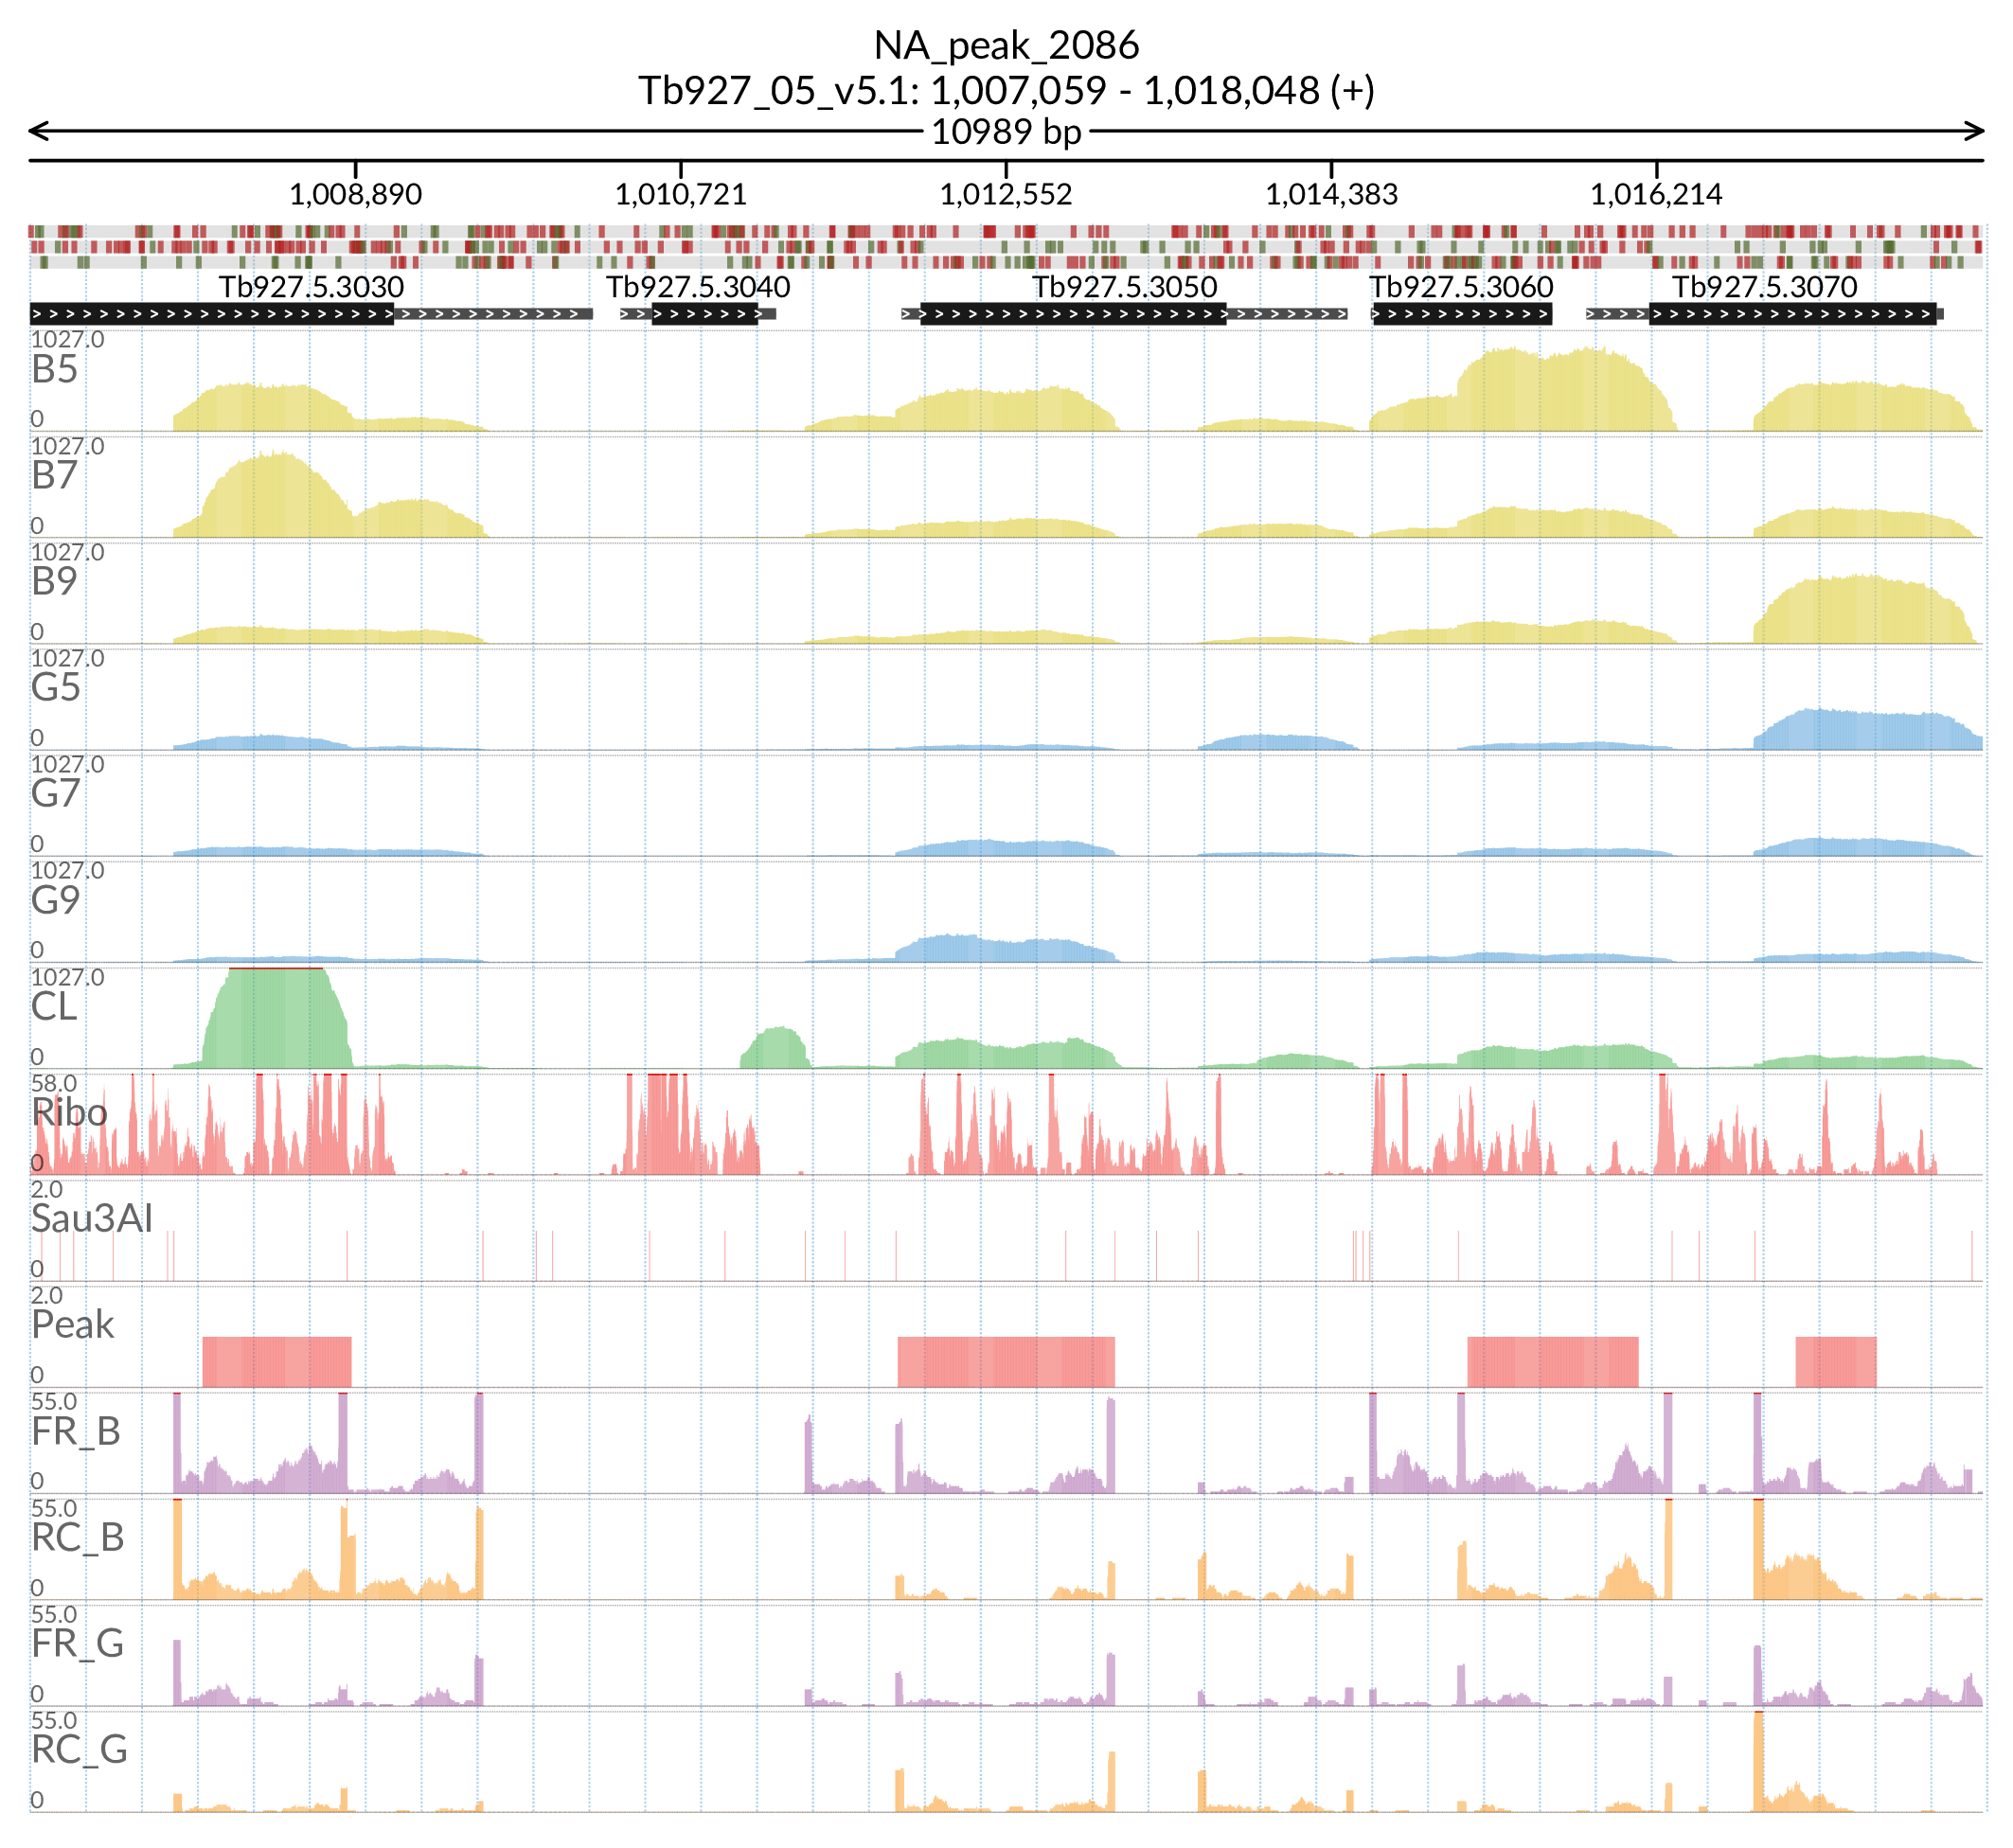 NA_peak_2086
Tb927_05_v5.1: 1,007,059 - 1,018,048 (+)
10989 bp
1,008,890 1,010,721 1,012,552 1,014,383 1,016,214
Tb927.5.3030 Tb927.5.3040 Tb927.5.3050 Tb927.5.3060 Tb927.5.3070
1027.0
B5
0
1027.0
B7
0
1027.0
B9
0
1027.0
G5
0
1027.0
G7
0
1027.0
G9
0
1027.0
CL
0
58.0
Ribo
0
2.0
Sau3AI
0
2.0
Peak
0
55.0
FR_B
0
55.0
RC_B
0
55.0
FR_G
0
55.0
RC_G
0